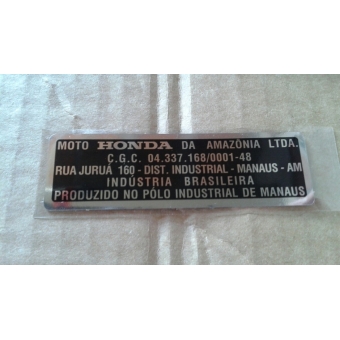 MOTO HONDA DA AMAZÔNIA LTDA.
C.G.C. 04.337.168/0001-48
RUA JURUÁ 160 - DIST. INDUSTRIAL - MANAUS - AM
INDÚSTRIA BRASILEIRA
PRODUZIDO NO PÓLO INDUSTRIAL DE MANAUS